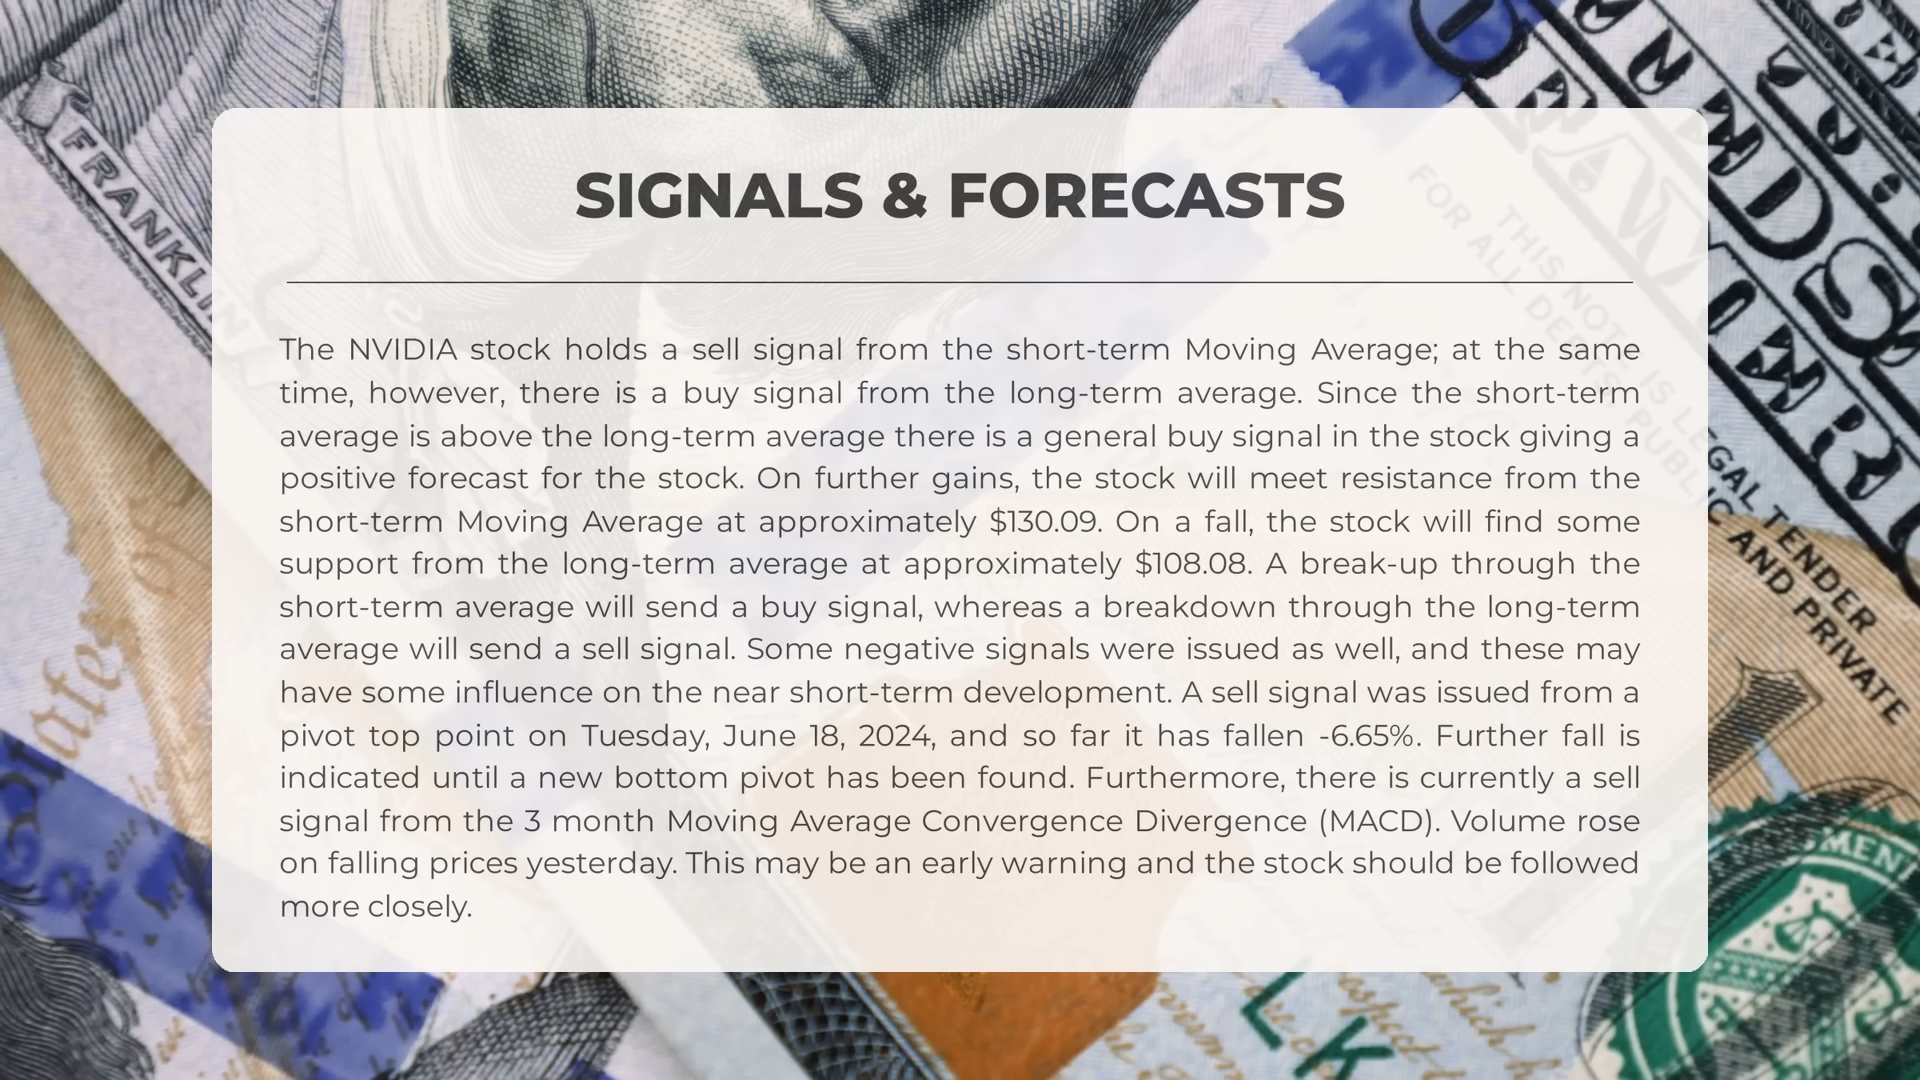 FRANKLIN
SIGNALS & FORECASTS
The NVIDIA stock holds a sell signal from the short-term Moving Average; at the same
time, however, there is a buy signal from the long-term average. Since the short-term
average is above the long-term average there is a general buy signal in the stock giving a
positive forecast for the stock. On further gains, the stock will meet resistance from the
short-term Moving Average at approximately $130.09. On a fall, the stock will find some
support from the long-term average at approximately $108.08. A break-up through the
short-term average will send a buy signal, whereas a breakdown through the long-term
average will send a sell signal. Some negative signals were issued as well, and these may
have some influence on the near short-term development. A sell signal was issued from a
pivot top point on Tuesday, June 18, 2024, and so far it has fallen -6.65%. Further fall is
indicated until a new bottom pivot has been found. Furthermore, there is currently a sell
signal from the 3 month Moving Average Convergence Divergence (MACD). Volume rose
on falling prices yesterday. This may be an early warning and the stock should be followed
more closely.
THIS NOTE IS LEGAL TENDER
FOR ALL DEBTS PUBLIC AND PRIVATE